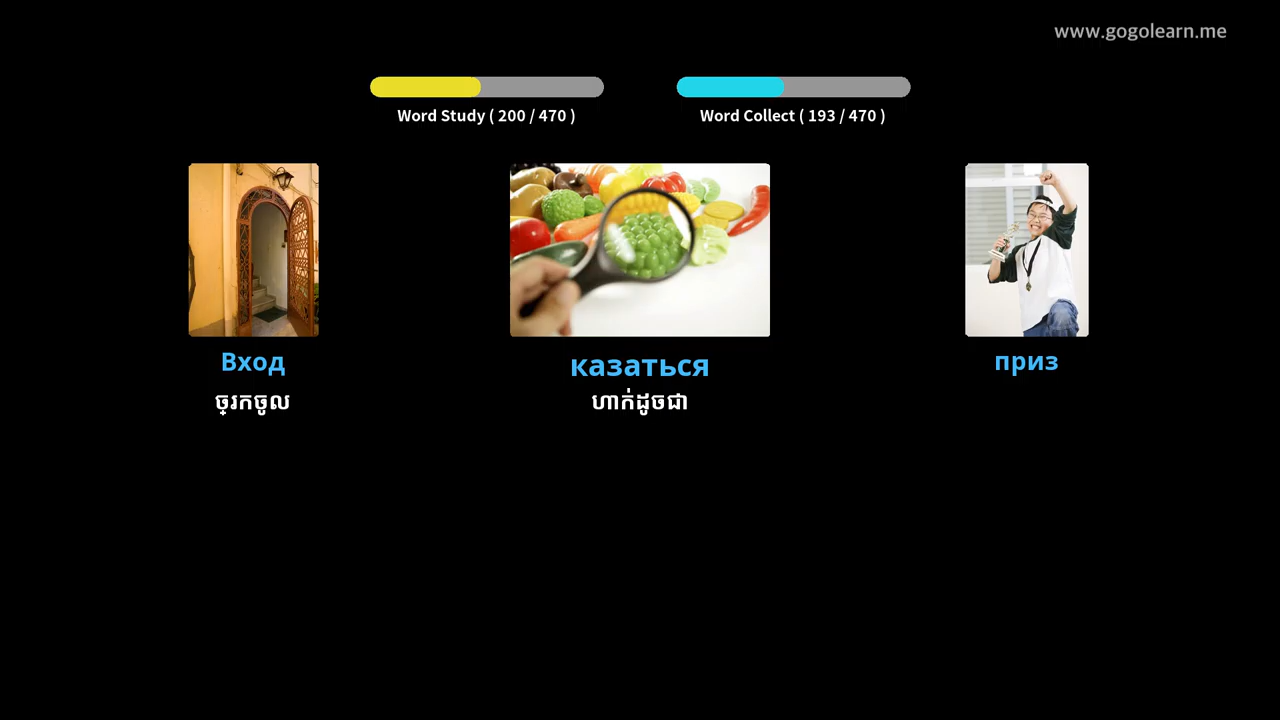 www.gogolearn.me
Word Study ( 200 / 470 )
Word Collect ( 193 / 470 )
Вход
казаться
приз
ច្រកចូល
ហាក់ដូចជា